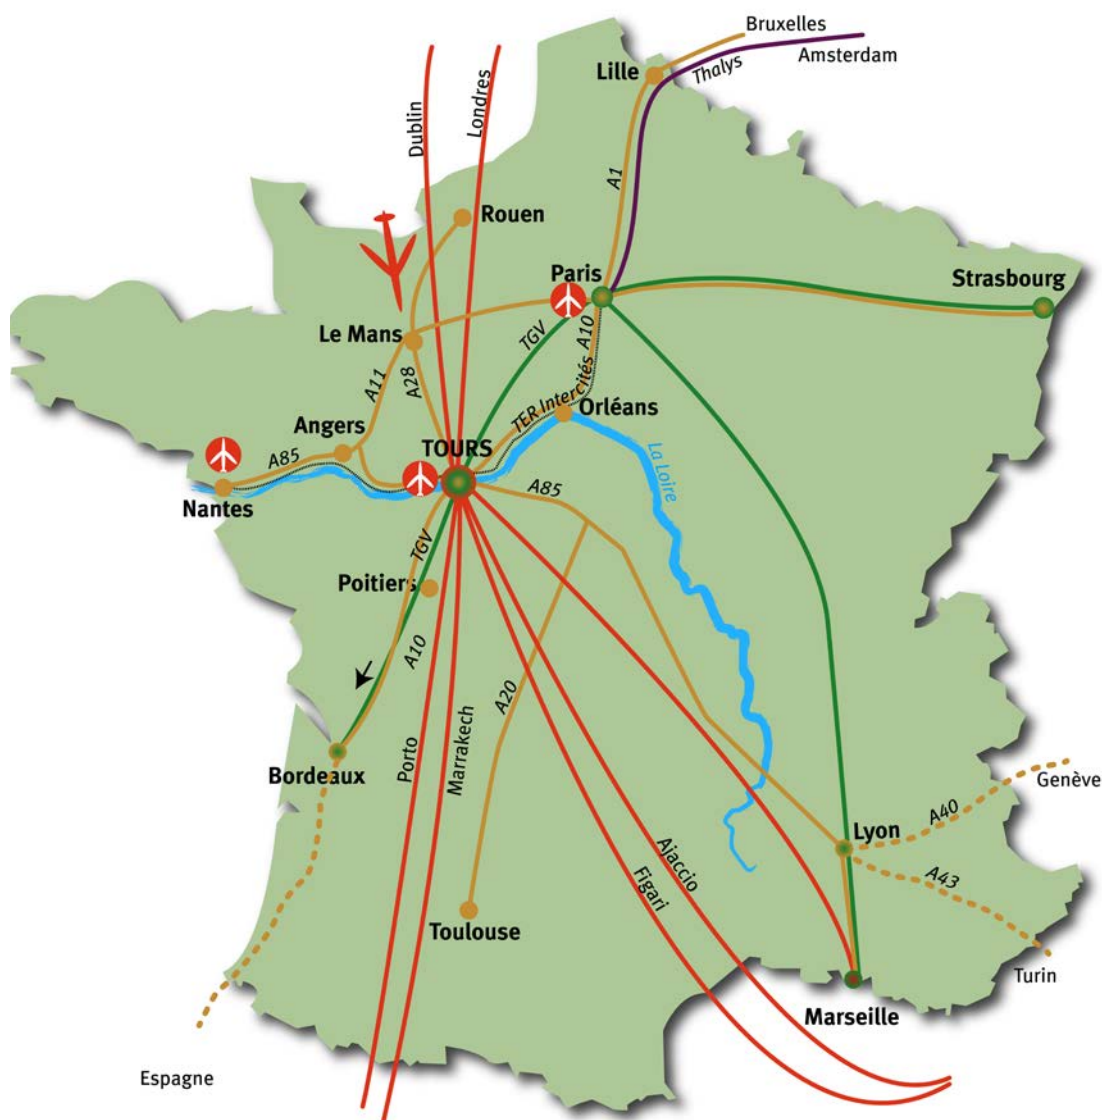 Bruxelles
Amsterdam
Thalys
Lille
Dublin
Londres
A1
Rouen
Paris
Strasbourg
Le Mans
TGV
A10
A11
A28
TER Intercités
Orléans
Angers
TOURS
A85
Nantes
A85
La Loire
TGV
Poitiers
A10
A20
Porto
Marrakech
Bordeaux
Genève
A40
Lyon
Ajaccio
Figari
A43
Toulouse
Turin
Marseille
Espagne